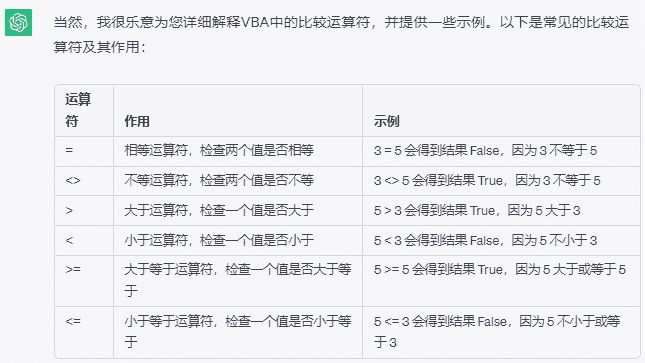 当然，我很乐意为您详细解释VBA中的比较运算符，并提供一些示例。以下是常见的比较运
算符及其作用：
运算
符 作用 示例
= 相等运算符，检查两个值是否相等 3 = 5 会得到结果 False，因为 3 不等于 5
<> 不等运算符，检查两个值是否不等 3 <> 5 会得到结果 True，因为 3 不等于 5
> 大于运算符，检查一个值是否大于 5 > 3 会得到结果 True，因为 5 大于 3
< 小于运算符，检查一个值是否小于 5 < 3 会得到结果 False，因为 5 不小于 3
>= 大于等于运算符，检查一个值是否大于等 5 >= 5 会得到结果 True，因为 5 大于或等于 5
于
<= 小于等于运算符，检查一个值是否小于等 5 <= 3 会得到结果 False，因为 5 不小于或等
于 于 3